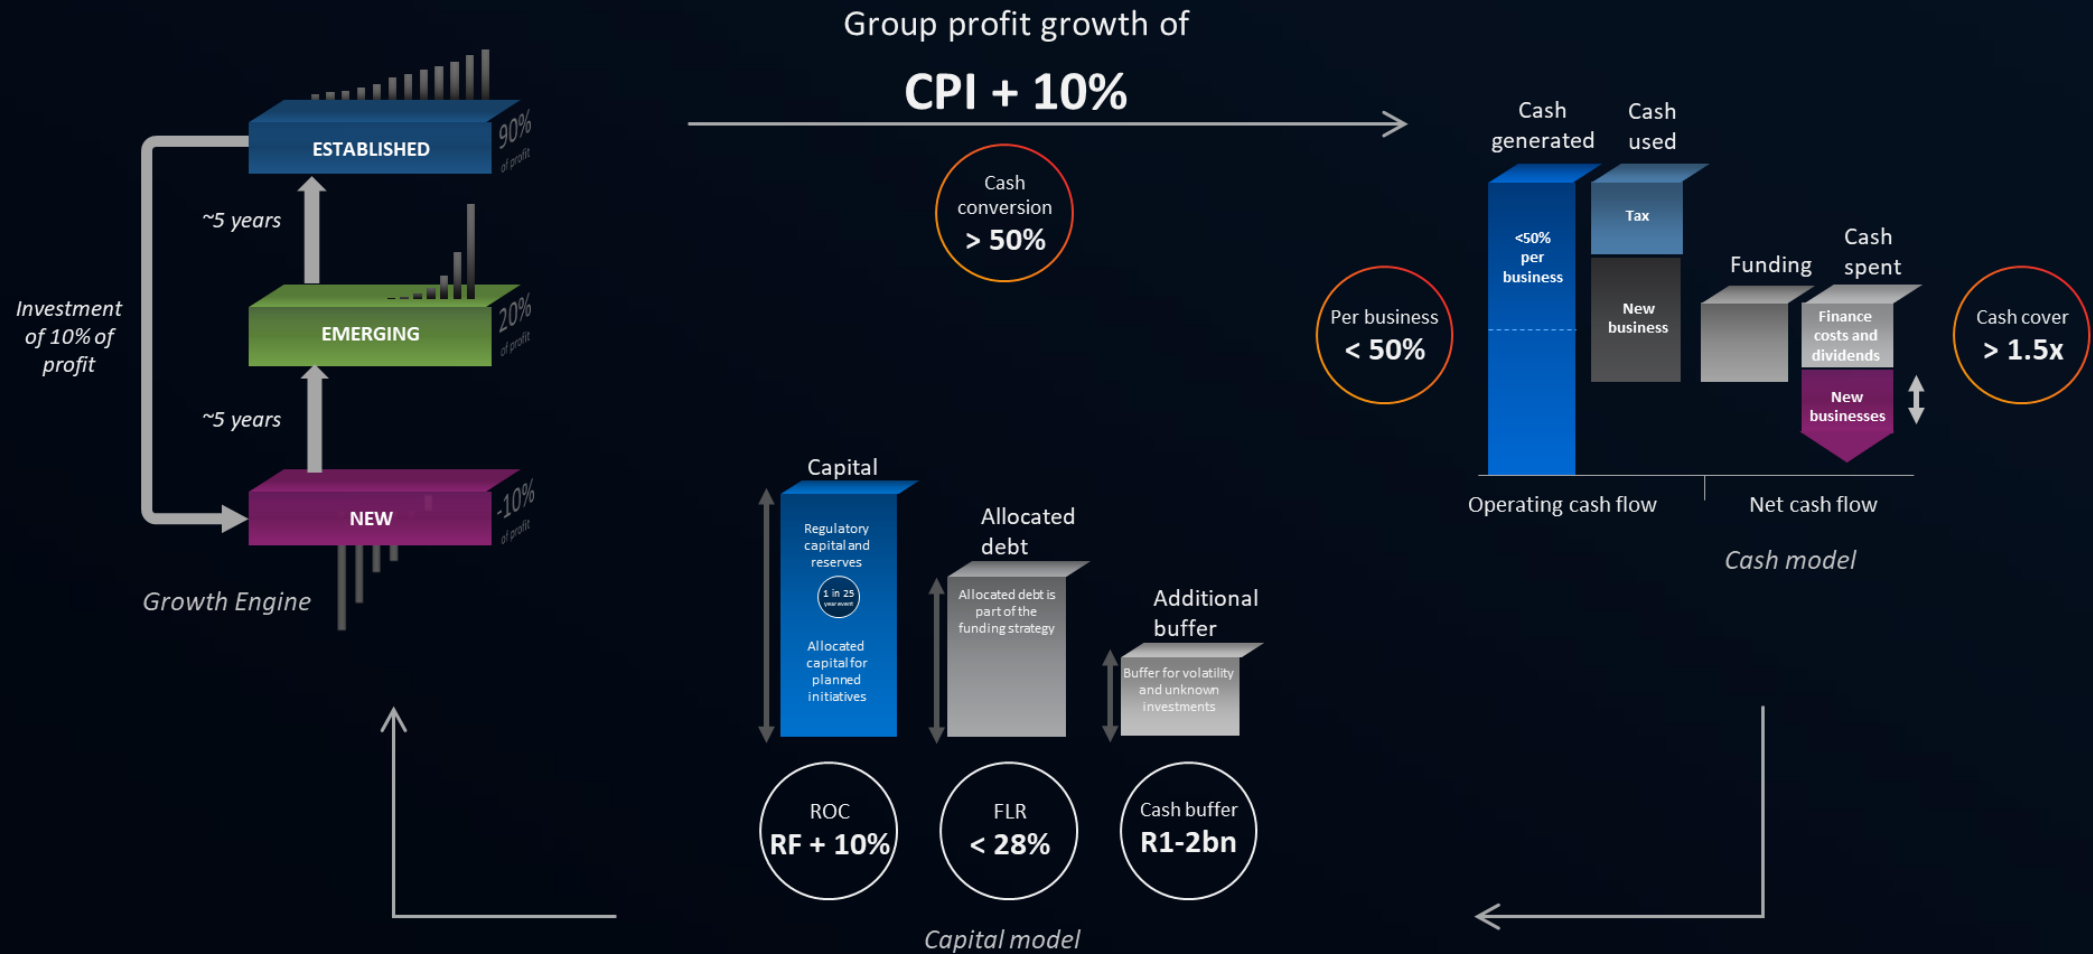 Group profit growth of
CPI + 10%
ESTABLISHED
90%
of profit
~5 years
EMERGING
20%
of profit
Investment
of 10% of
profit
~5 years
NEW
-10%
of profit
Growth Engine
Cash
conversion
> 50%
Cash
generated
Cash
used
<50%
per
business
Tax
New
business
Per business
< 50%
Funding
Cash
spent
Finance
costs and
dividends
New
businesses
Cash cover
> 1.5x
Operating cash flow
Net cash flow
Cash model
Capital
Regulatory
capital and
reserves
1 in 25
year event
Allocated
capital for
planned
initiatives
Allocated
debt
Allocated debt is
part of the
funding strategy
Additional
buffer
Buffer for volatility
and unknown
investments
ROC
RF + 10%
FLR
< 28%
Cash buffer
R1-2bn
Capital model